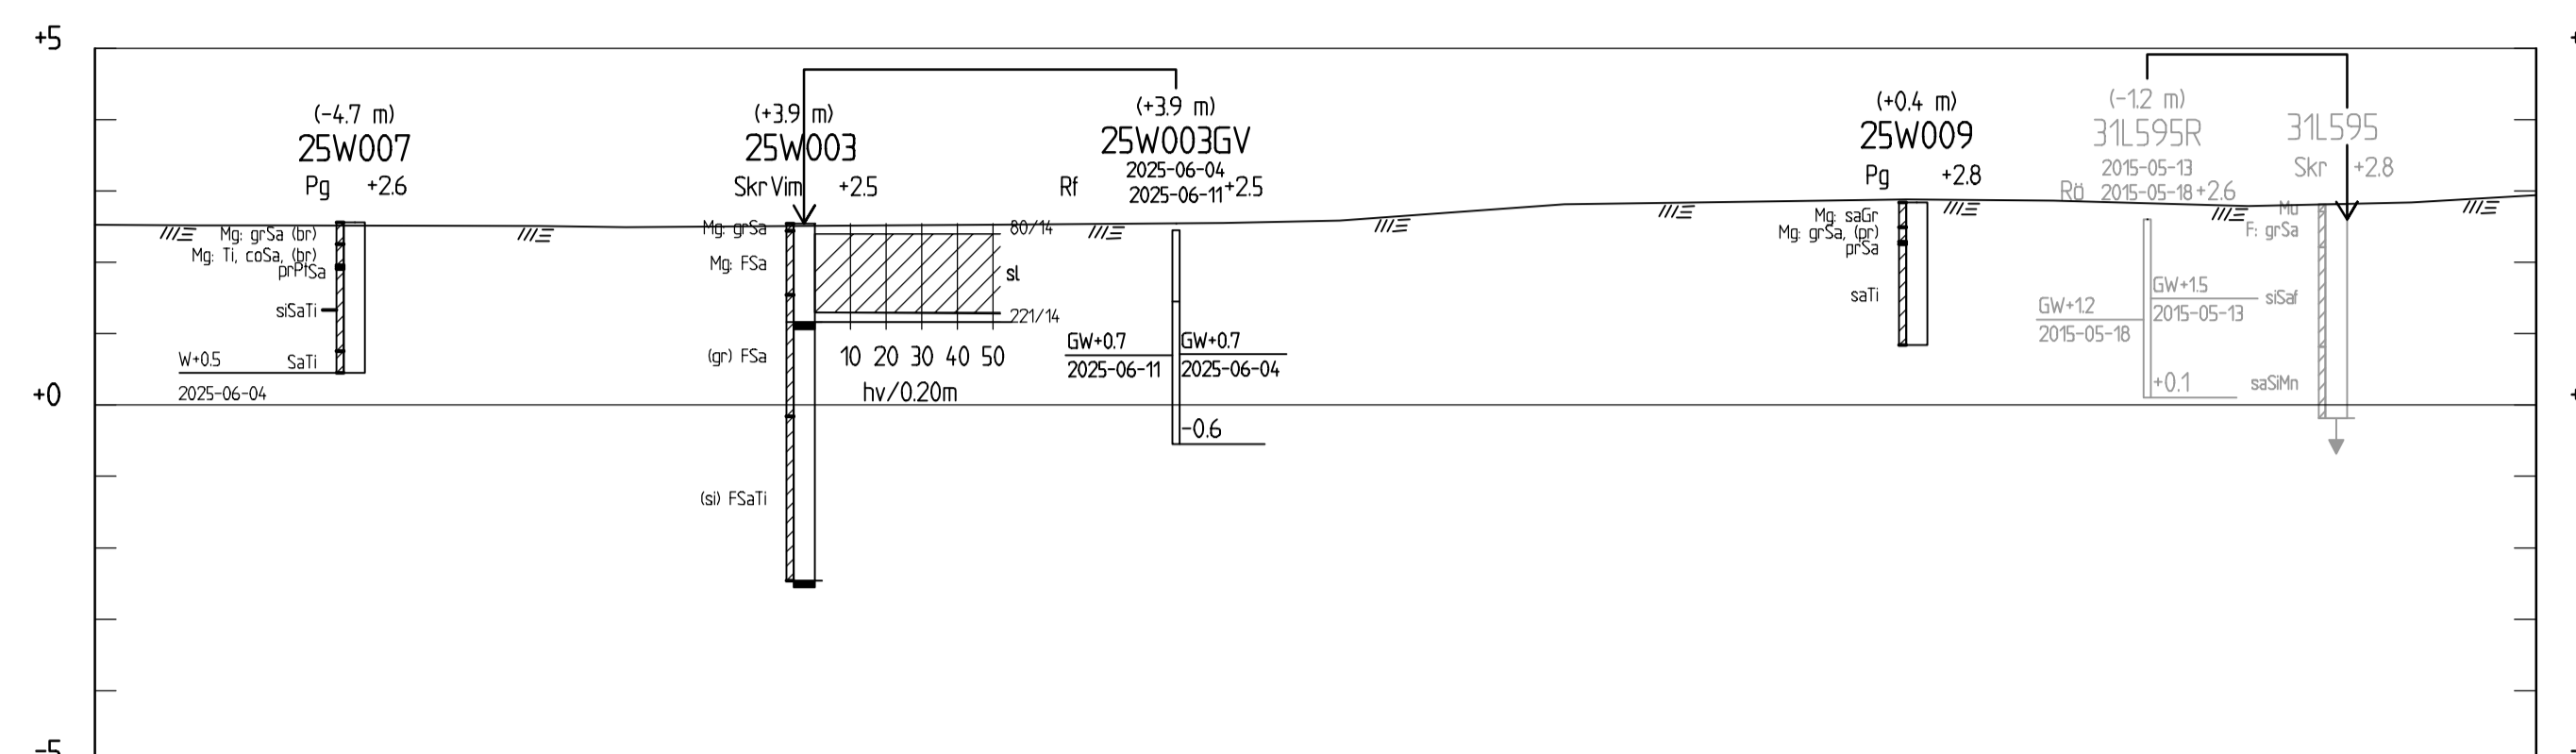 +5
(-4.7 m)
25W007
Pg +2.6
Mg: grSa (br)
Mg: Ti, coSa, (br)
prPtSa
siSaTi
W+0.5 SaTi
2025-06-04
(+3.9 m)
25W003
Skr Vim +2.5
Mg: grSa
Mg: FSa
(gr) FSa
(si) FSaTi
80/14
sl
221/14
10 20 30 40 50
hv/0.20m
(+3.9 m)
25W003GV
2025-06-04
Rf 2025-06-11 +2.5
GW+0.7 GW+0.7
2025-06-11 2025-06-04
-0.6
(+0.4 m)
25W009
Pg +2.8
Mg: saGr
Mg: grSa, (pr)
prSa
saTi
(-1.2 m)
31L595R
2015-05-13
Rö 2015-05-18 +2.6
GW+1.5
2015-05-13
GW+1.2
2015-05-18
+0.1
31L595
Skr +2.8
Mu
F: grSa
siSaf
saSiMn
+0
-5